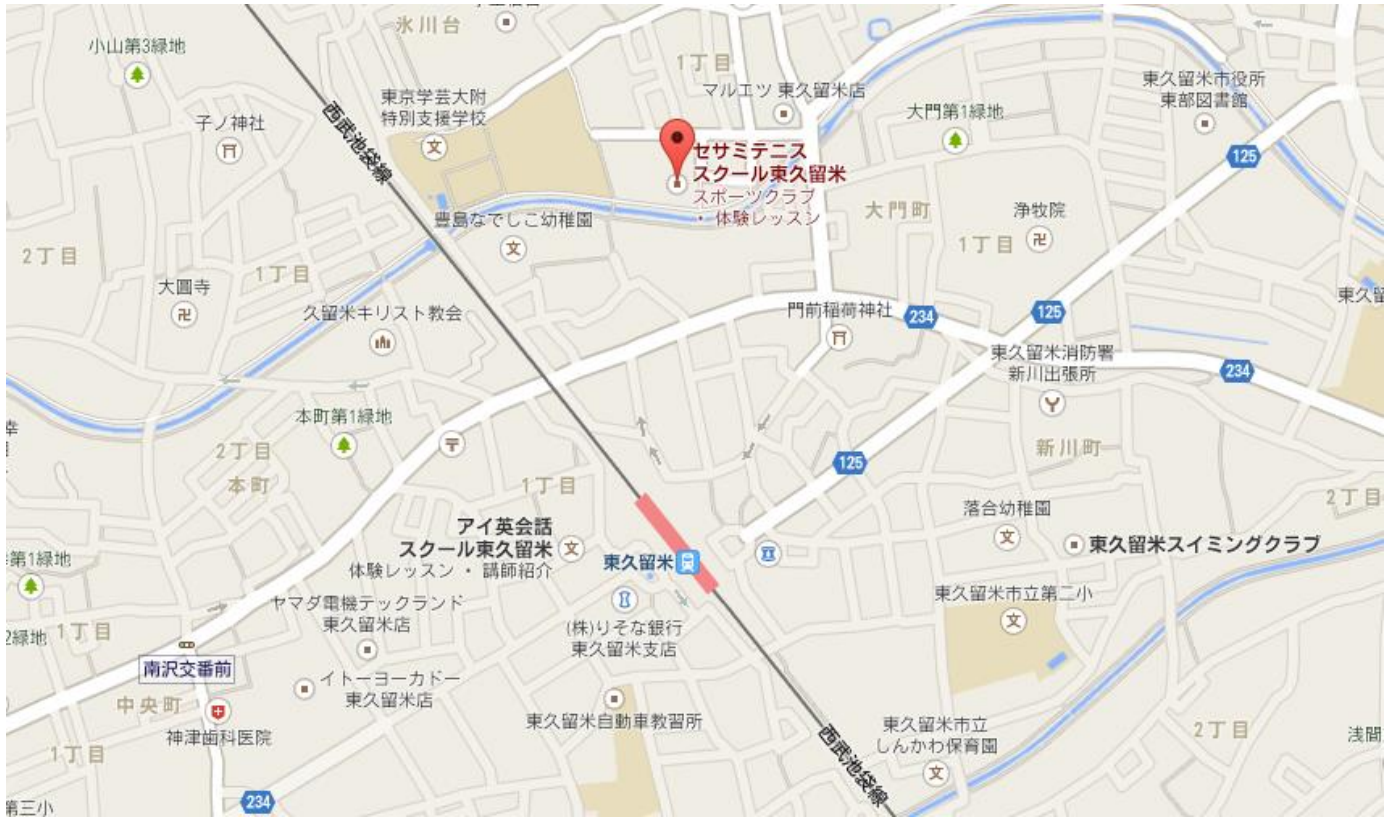 氷川台
小山第3緑地
1丁目
東久留米市役所
東部図書館
マルエツ 東久留米店
東京学芸大附
特別支援学校
大門第1緑地
西武池袋線
子ノ神社
125
セサミテニス
スクール東久留米
スポーツクラブ
・ 体験レッスン
豊島なでしこ幼稚園
大門町
浄牧院
2丁目
1丁目
1丁目
大圓寺
久留米キリスト教会
門前稲荷神社
234
125
東久留米消防署
新川出張所
234
本町第1緑地
2丁目
本町
125
新川町
1丁目
2丁目
落合幼稚園
アイ英会話
スクール東久留米
体験レッスン ・ 講師紹介
東久留米
東久留米スイミングクラブ
第1緑地
東久留米市立第二小
ヤマダ電機テックランド
東久留米店
(株)りそな銀行
東久留米支店
2緑地
1丁目
南沢交番前
イトーヨーカドー
東久留米店
中央町
神津歯科医院
東久留米自動車教習所
東久留米市立
しんかわ保育園
2丁目
浅間
1丁目
西武池袋線
234
第三小